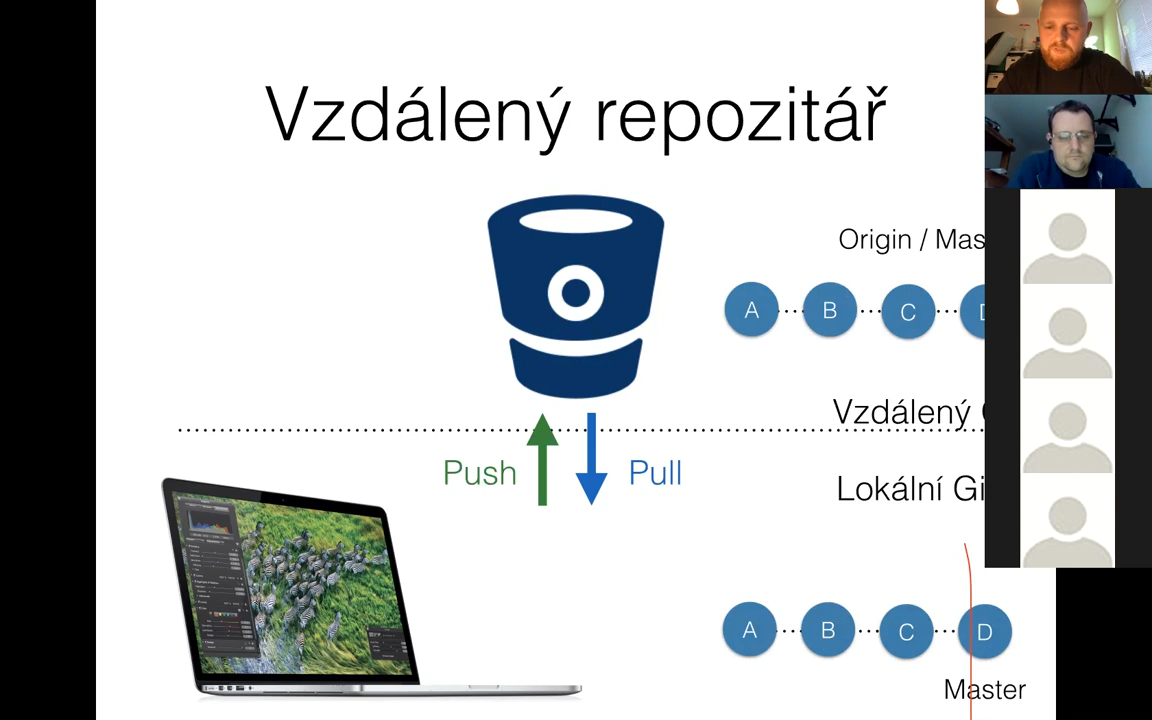 Vzdálený repozitář
Origin / Mas
A B C D
Vzdálený
Push
Pull
Lokální Gi
A B C D
Master